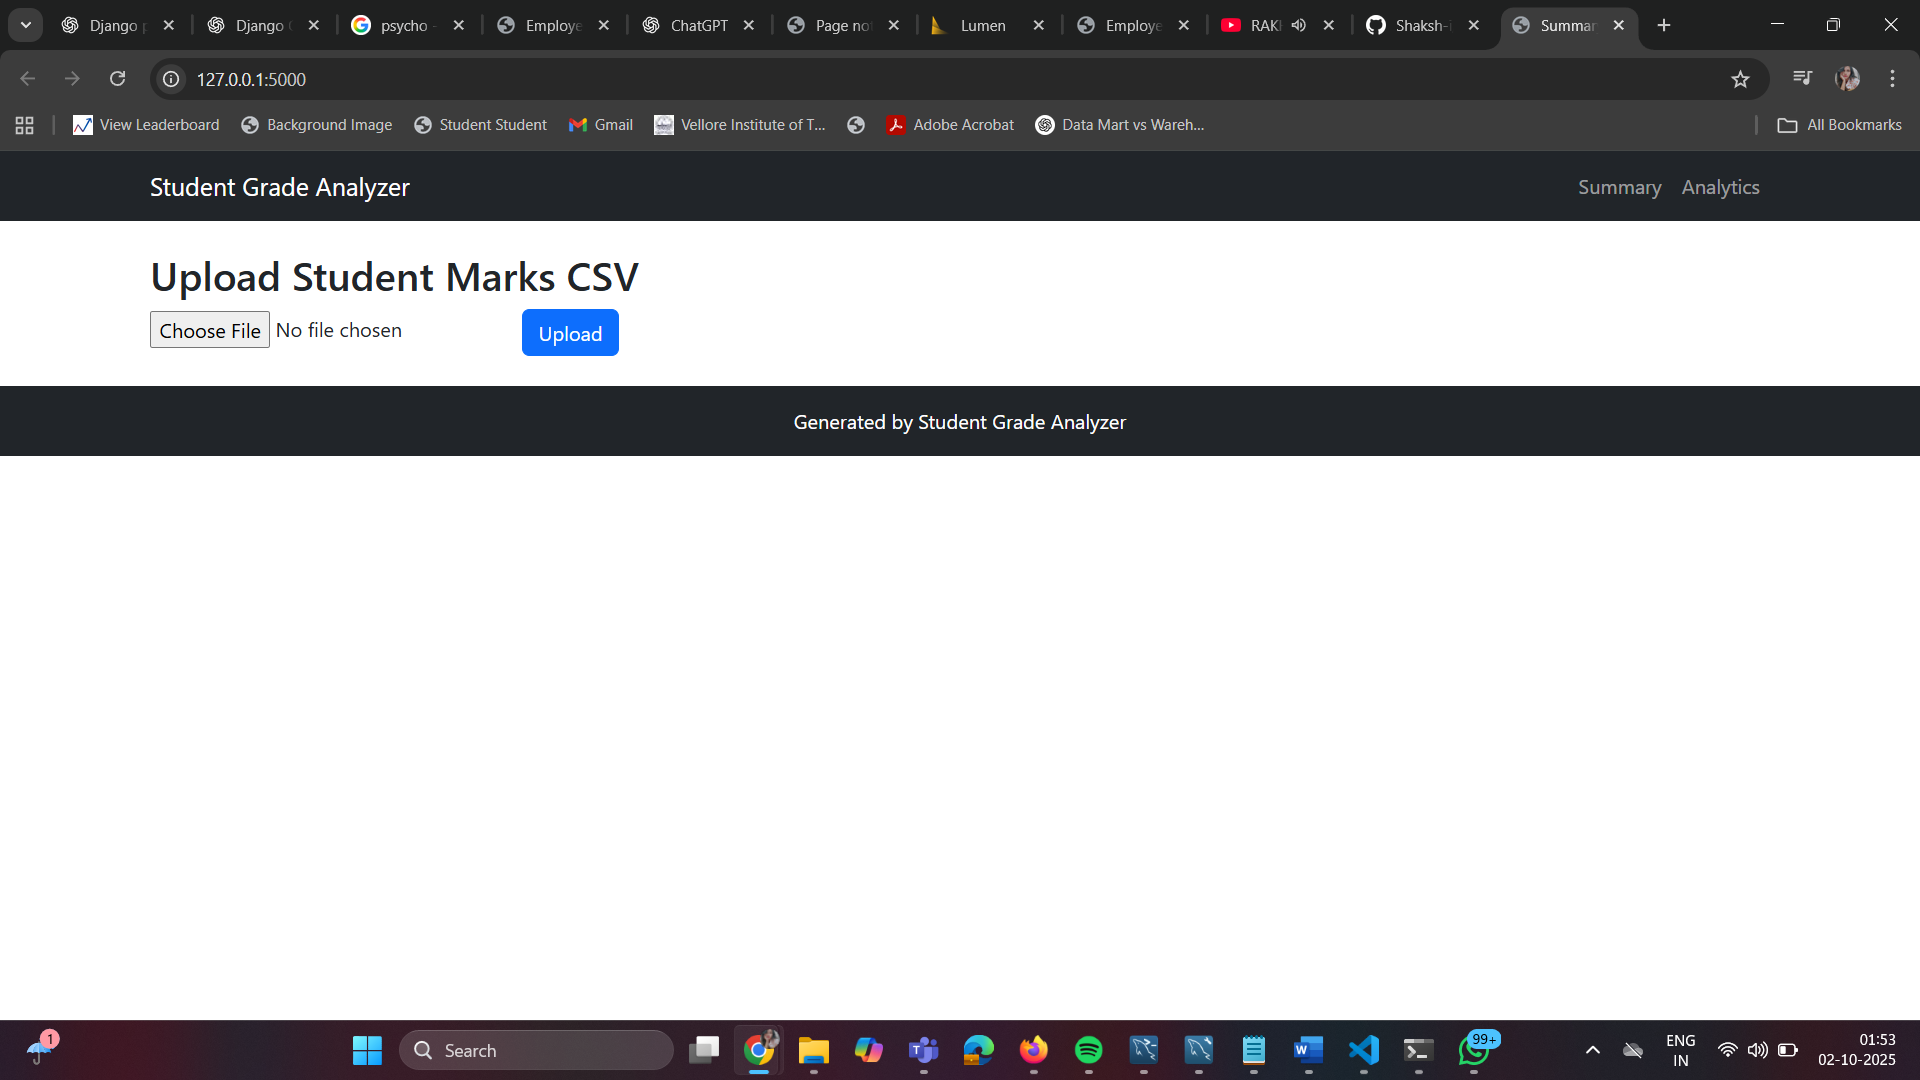 Django p
Django C
psycho -
Employe
ChatGPT
Page not
Lumen
Employe
RAKI
Shaksh-i
Summar
127.0.0.1:5000
View Leaderboard
Background Image
Student Student
Gmail
Vellore Institute of T...
Adobe Acrobat
Data Mart vs Wareh...
All Bookmarks
Student Grade Analyzer
Summary
Analytics
Upload Student Marks CSV
Choose File No file chosen
Upload
Generated by Student Grade Analyzer
1
Search
99+
ENG
IN
01:53
02-10-2025